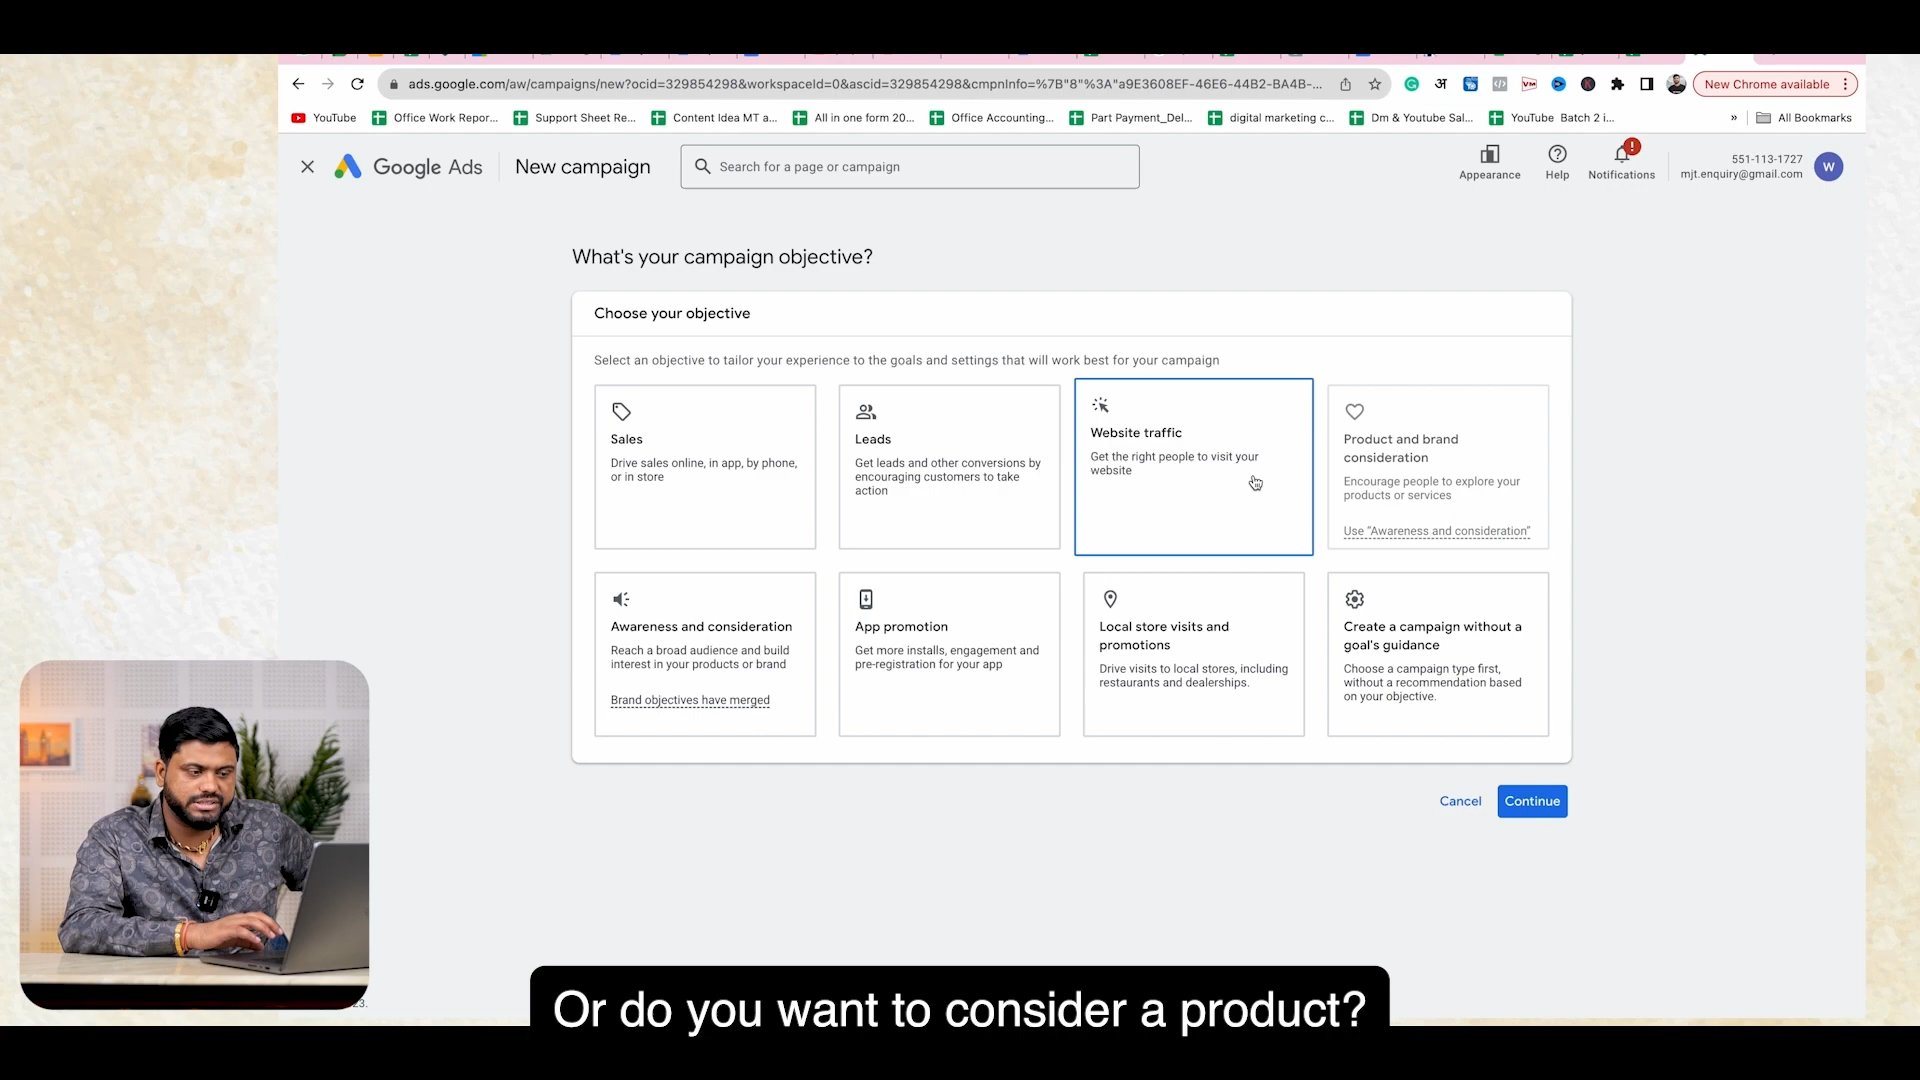 ads.google.com/aw/campaigns/new?ocid=329854298&workspaceId=0&ascid=329854298&cmpnInfo=%7B"8"%3A"a9E3608EF-46E6-44B2-BA4B-...
New Chrome available
YouTube
Office Work Repor...
Support Sheet Re...
Content Idea MT a...
All in one form 20...
Office Accounting...
Part Payment_Del...
digital marketing c...
Dm & Youtube Sal...
YouTube Batch 2 i...
»
All Bookmarks
Google Ads
New campaign
Search for a page or campaign
Appearance
Help
Notifications
551-113-1727
mjt.enquiry@gmail.com
W
What's your campaign objective?
Choose your objective
Select an objective to tailor your experience to the goals and settings that will work best for your campaign
Sales
Drive sales online, in app, by phone,
or in store
Leads
Get leads and other conversions by
encouraging customers to take
action
Website traffic
Get the right people to visit your
website
Product and brand
consideration
Encourage people to explore your
products or services
Use "Awareness and consideration"
Awareness and consideration
Reach a broad audience and build
interest in your products or brand
Brand objectives have merged
App promotion
Get more installs, engagement and
pre-registration for your app
Local store visits and
promotions
Drive visits to local stores, including
restaurants and dealerships.
Create a campaign without a
goal's guidance
Choose a campaign type first,
without a recommendation based
on your objective.
Cancel
Continue
Or do you want to consider a product?